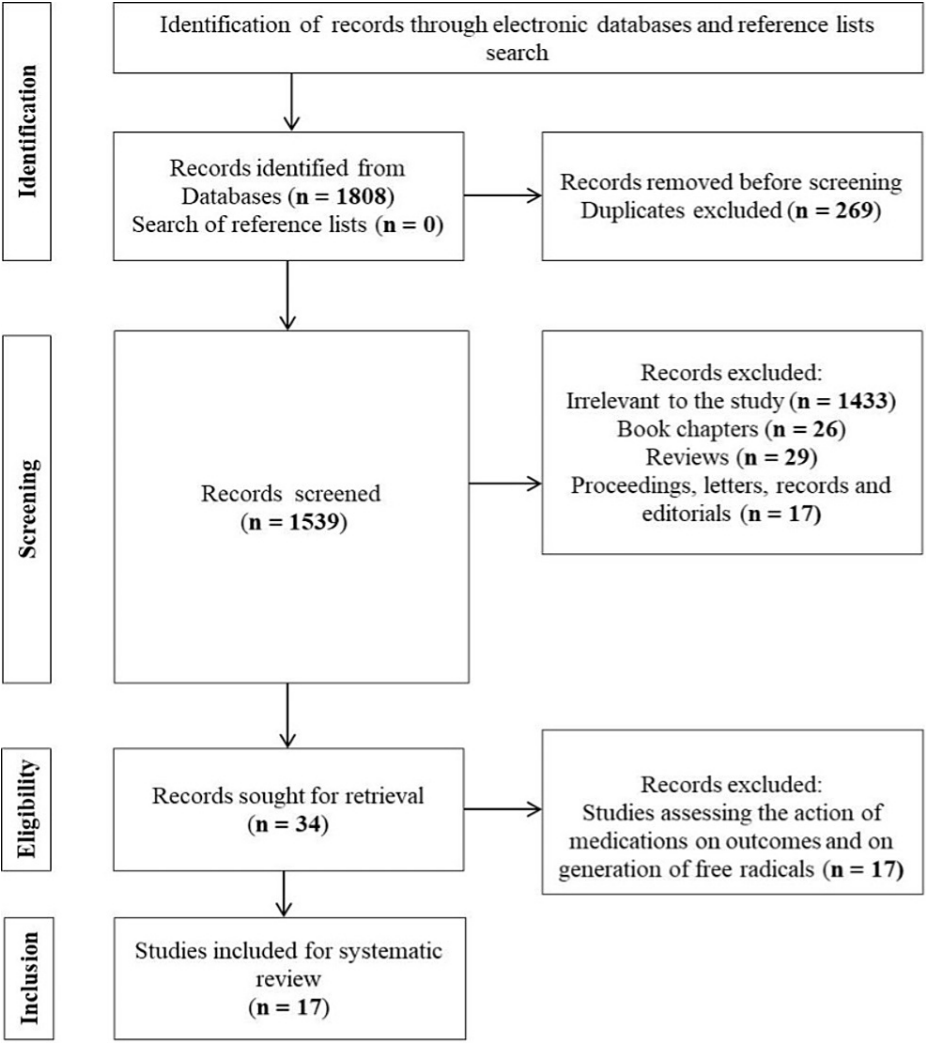 Identification
Identification of records through electronic databases and reference lists
search
Records identified from
Databases (n = 1808)
Search of reference lists (n = 0)
Records removed before screening
Duplicates excluded (n = 269)
Screening
Records screened
(n = 1539)
Records excluded:
Irrelevant to the study (n = 1433)
Book chapters (n = 26)
Reviews (n = 29)
Proceedings, letters, records and
editorials (n = 17)
Eligibility
Records sought for retrieval
(n = 34)
Records excluded:
Studies assessing the action of
medications on outcomes and on
generation of free radicals (n = 17)
Inclusion
Studies included for systematic
review
(n = 17)